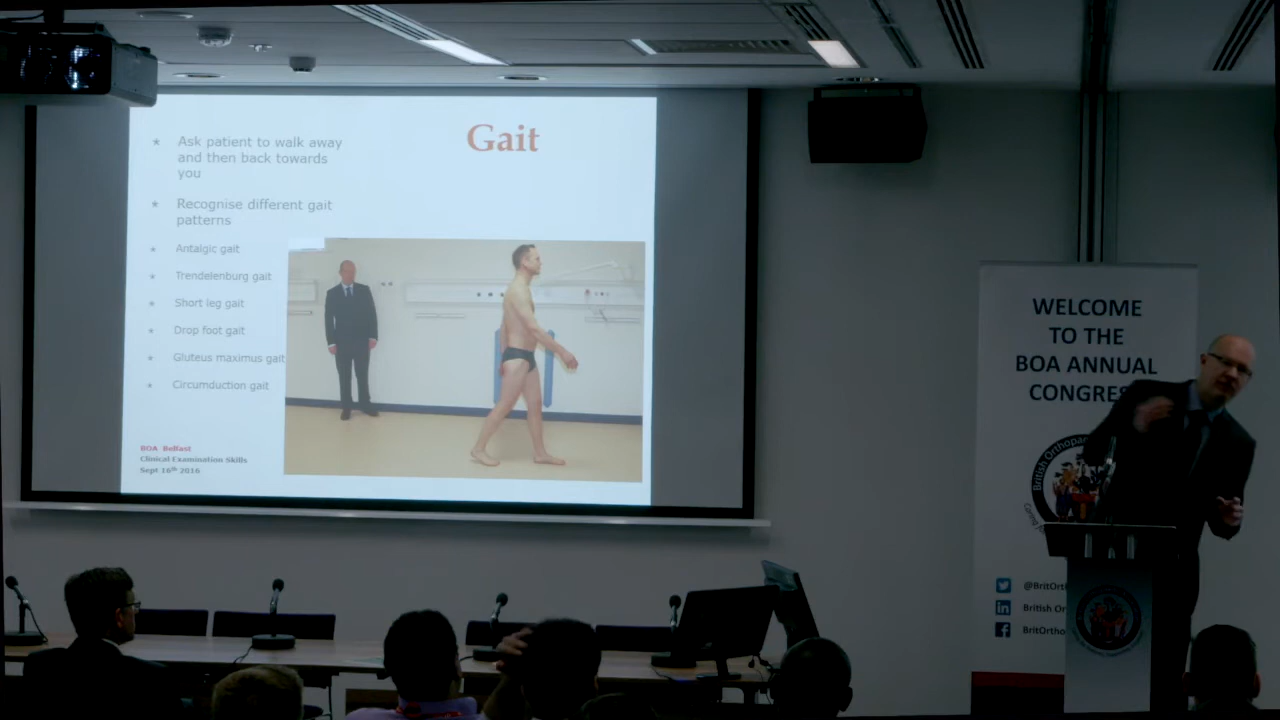 Gait
* Ask patient to walk away
and then back towards
you
* Recognise different gait
patterns
* Antalgic gait
* Trendelenburg gait
* Short leg gait
* Drop foot gait
* Gluteus maximus gait
* Circumduction gait
BOA Belfast
Clinical Examination Skills
Sept 16th 2016
WELCOME
TO THE
BOA ANNUAL
CONGRES
British Orthopa
@BritOrt
British Or
BritOrtho